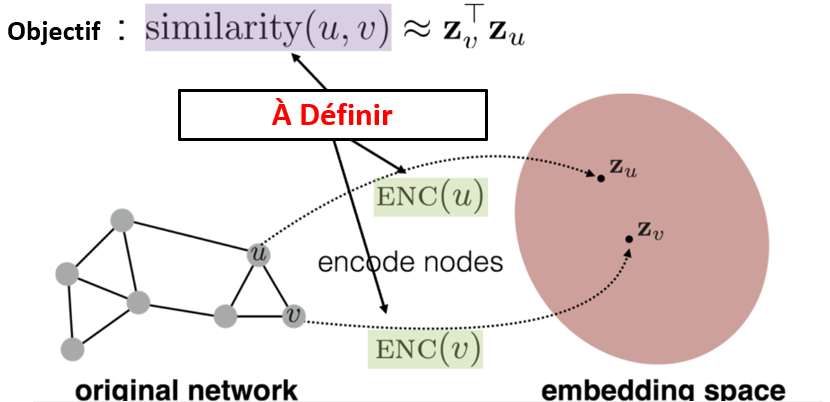 Objectif : similarity(u, v) ≈ z_v^⊤ z_u
À Définir
z_u
ENC(u)
z_v
u
encode nodes
v
ENC(v)
original network
embedding space